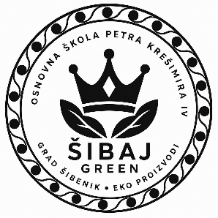 OSNOVNA ŠKOLA PETRA KREŠIMIRA IV
ŠIBAJ
GREEN
GRAD ŠIBENIK • EKO PROIZVODI